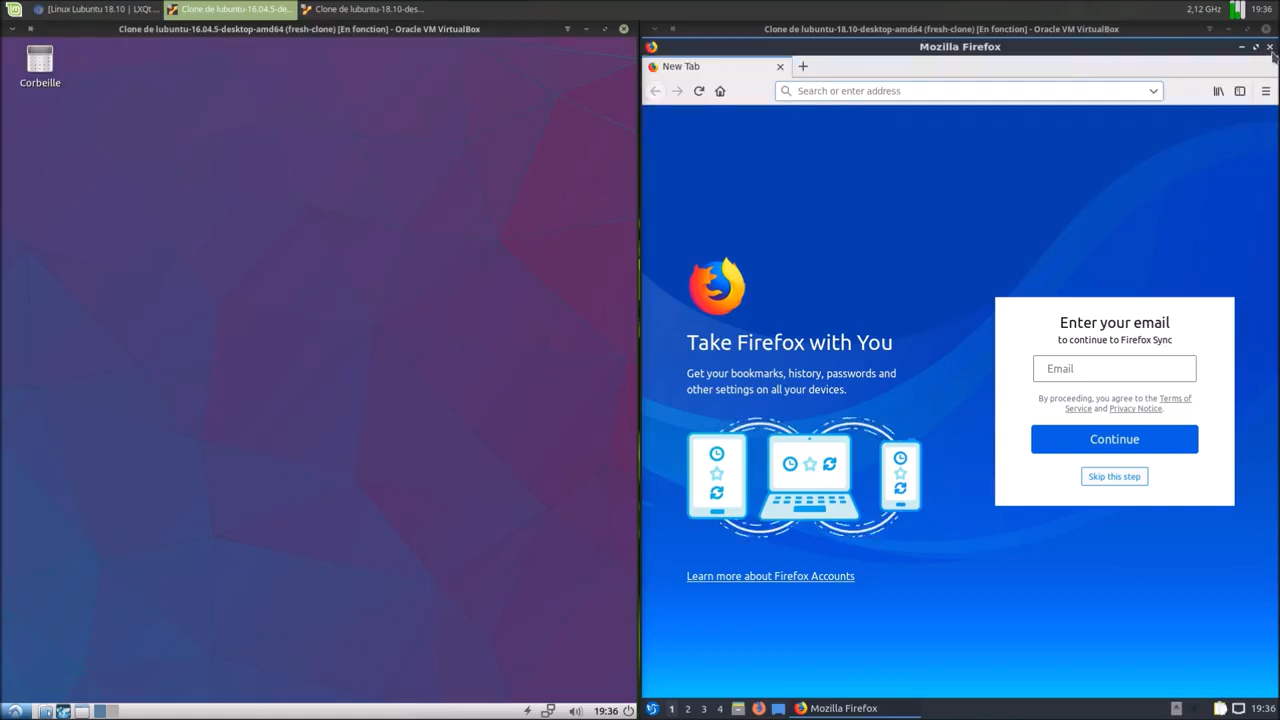 [Linux Lubuntu 18.10 | LXQt ...
Clone de lubuntu-16.04.5-de...
Clone de lubuntu-18.10-des...
2,12 GHz
19:36
Clone de lubuntu-16.04.5-desktop-amd64 (fresh-clone) [En fonction] - Oracle VM VirtualBox
Clone de lubuntu-18.10-desktop-amd64 (fresh-clone) [En fonction] - Oracle VM VirtualBox
Corbeille
Mozilla Firefox
New Tab
Search or enter address
Take Firefox with You
Get your bookmarks, history, passwords and
other settings on all your devices.
Learn more about Firefox Accounts
Enter your email
to continue to Firefox Sync
Email
By proceeding, you agree to the Terms of
Service and Privacy Notice.
Continue
Skip this step
19:36
1 2 3 4
Mozilla Firefox
19:36